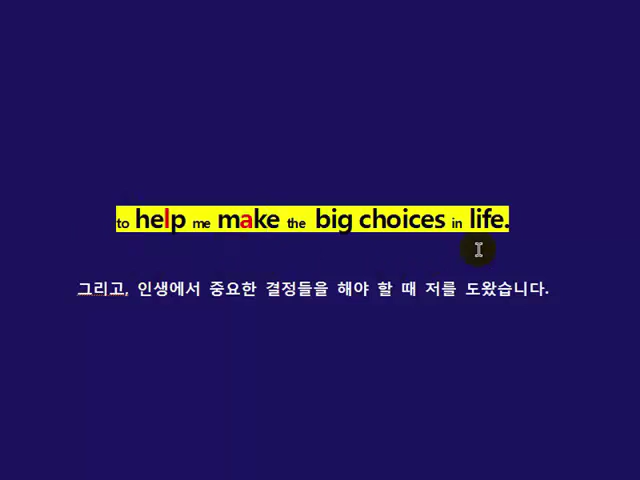 to help me make the big choices in life.
그리고, 인생에서 중요한 결정들을 해야 할 때 저를 도왔습니다.